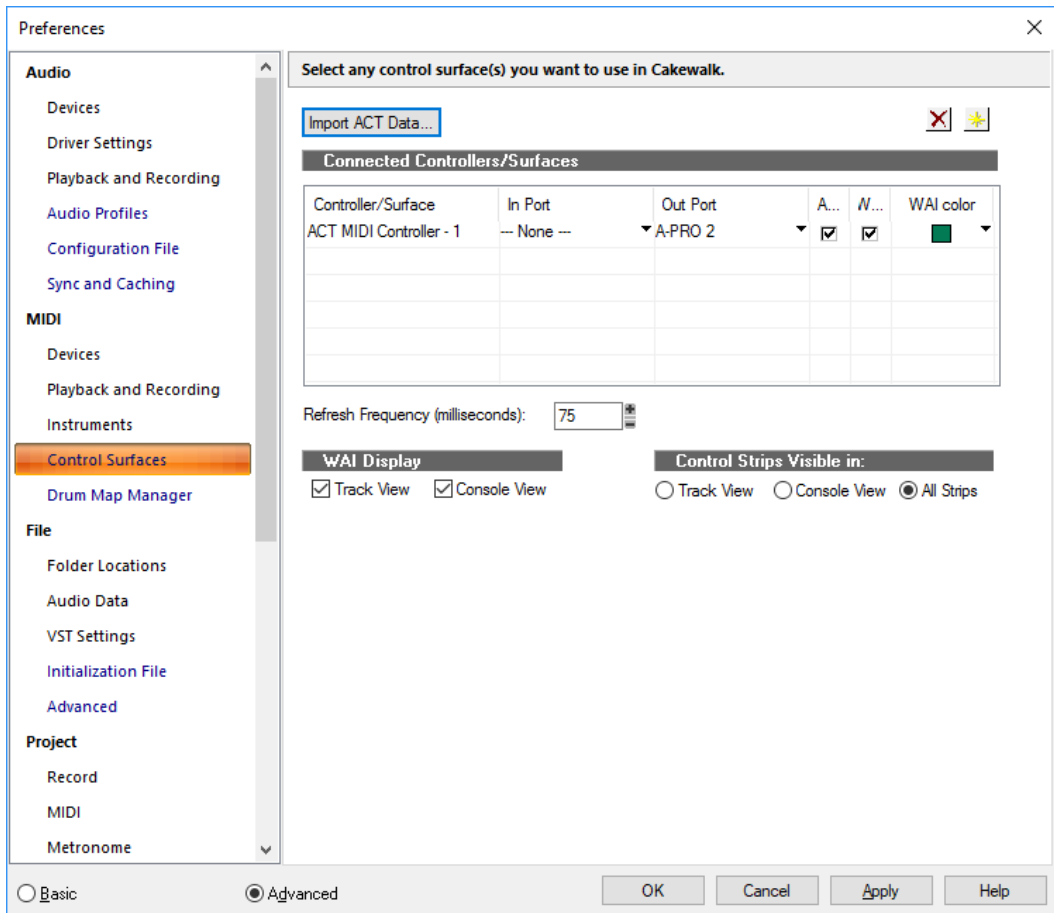 Preferences
Audio
Devices
Driver Settings
Playback and Recording
Audio Profiles
Configuration File
Sync and Caching
MIDI
Devices
Playback and Recording
Instruments
Control Surfaces
Drum Map Manager
File
Folder Locations
Audio Data
VST Settings
Initialization File
Advanced
Project
Record
MIDI
Metronome
Select any control surface(s) you want to use in Cakewalk.
Import ACT Data...
Connected Controllers/Surfaces
Controller/Surface In Port Out Port A... W... WAI color
ACT MIDI Controller - 1 --- None --- A-PRO 2
Refresh Frequency (milliseconds): 75
WAI Display
Track View Console View
Control Strips Visible in:
Track View Console View All Strips
Basic Advanced OK Cancel Apply Help